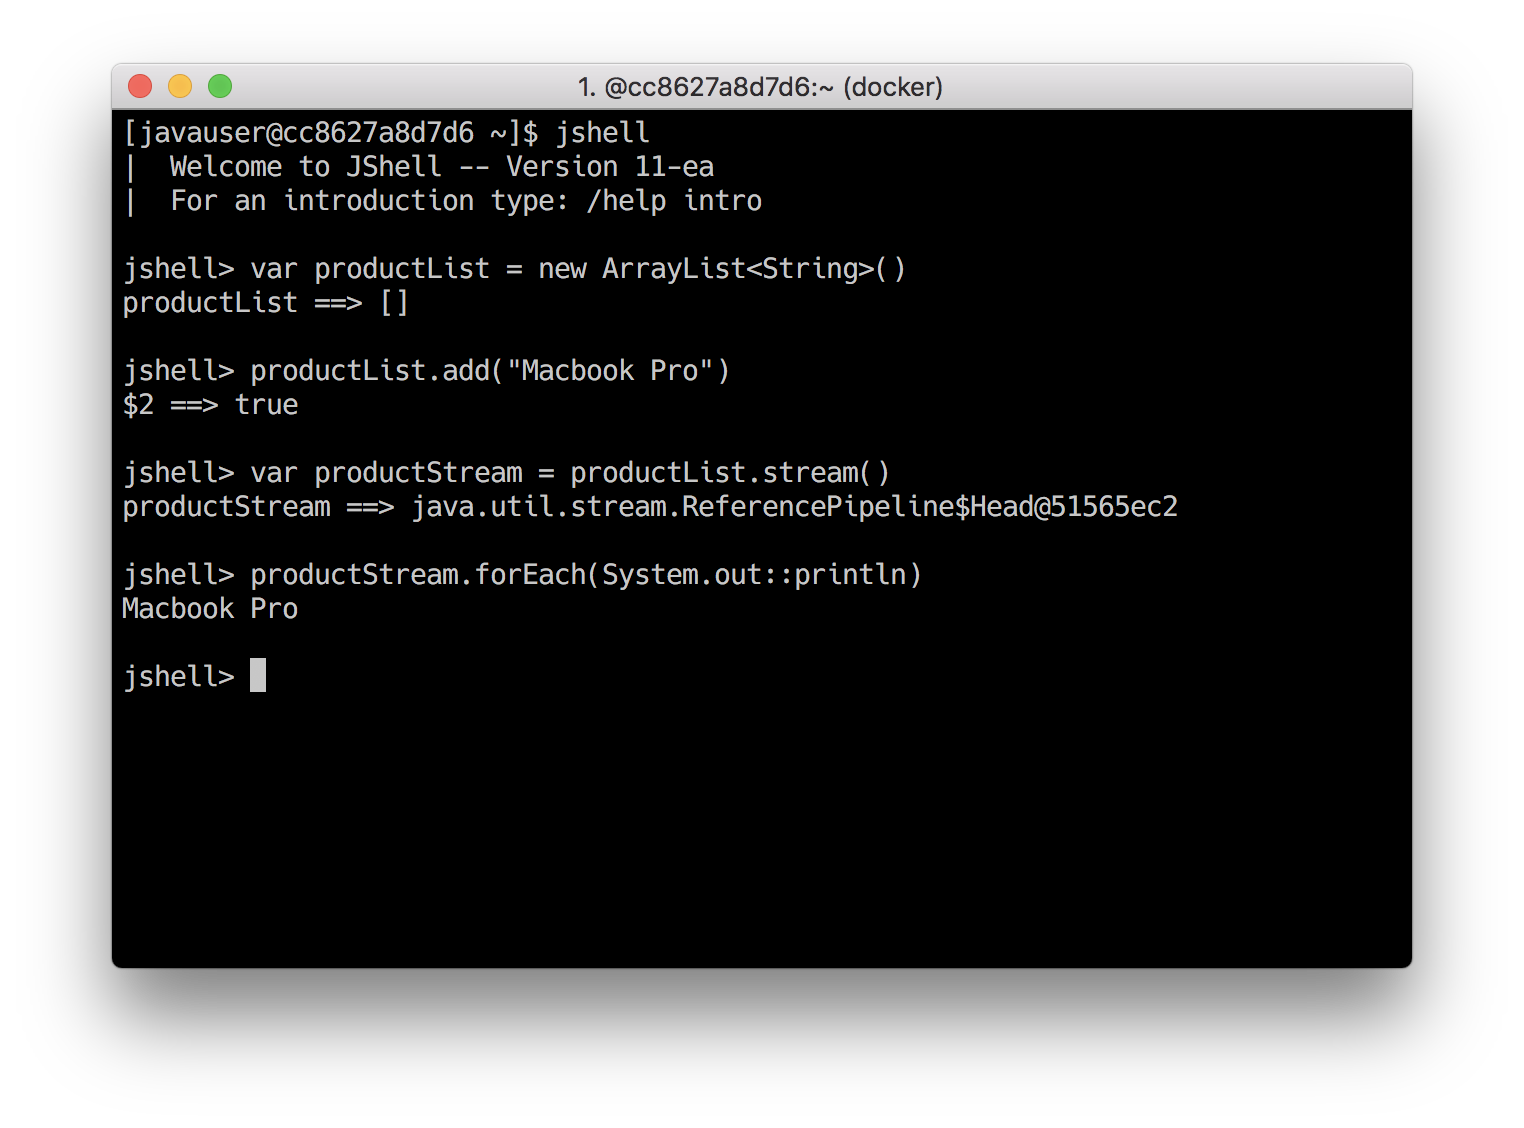 1. @cc8627a8d7d6:~ (docker)
[javauser@cc8627a8d7d6 ~]$ jshell
|  Welcome to JShell -- Version 11-ea
|  For an introduction type: /help intro
jshell> var productList = new ArrayList<String>()
productList ==> []
jshell> productList.add("Macbook Pro")
$2 ==> true
jshell> var productStream = productList.stream()
productStream ==> java.util.stream.ReferencePipeline$Head@51565ec2
jshell> productStream.forEach(System.out::println)
Macbook Pro
jshell>